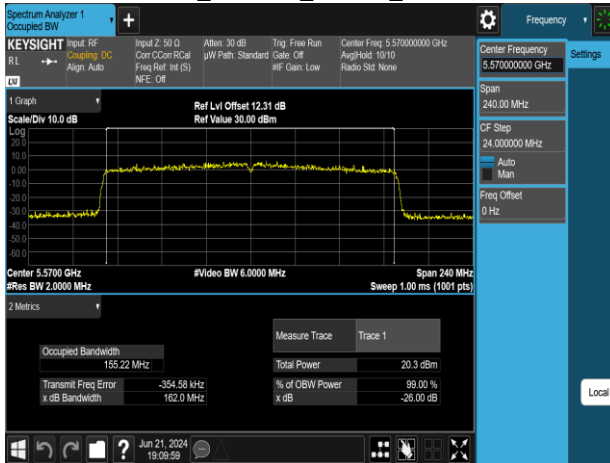 Spectrum Analyzer 1
Occupied BW
Frequency
KEYSIGHT
R L
LXI
Input: RF
Coupling: DC
Align: Auto
Input Z: 50 Ω
Corr CCorr RCal
Freq Ref: Int (S)
NFE: Off
Atten: 30 dB
µW Path: Standard
Trig: Free Run
Gate: Off
#IF Gain: Low
Center Freq: 5.570000000 GHz
Avg|Hold: 10/10
Radio Std: None
Center Frequency
5.570000000 GHz
Settings
Span
240.00 MHz
CF Step
24.000000 MHz
Auto
Man
Freq Offset
0 Hz
Local
1 Graph
Scale/Div 10.0 dB
Ref Lvl Offset 12.31 dB
Ref Value 30.00 dBm
Log
20.0
10.0
0.00
-10.0
-20.0
-30.0
-40.0
-50.0
-60.0
Center 5.5700 GHz
#Video BW 6.0000 MHz
Span 240 MHz
#Res BW 2.0000 MHz
Sweep 1.00 ms (1001 pts)
2 Metrics
Measure Trace
Trace 1
Occupied Bandwidth
155.22 MHz
Total Power
20.3 dBm
Transmit Freq Error
-354.58 kHz
% of OBW Power
99.00 %
x dB Bandwidth
162.0 MHz
x dB
-26.00 dB
Jun 21, 2024
19:09:59